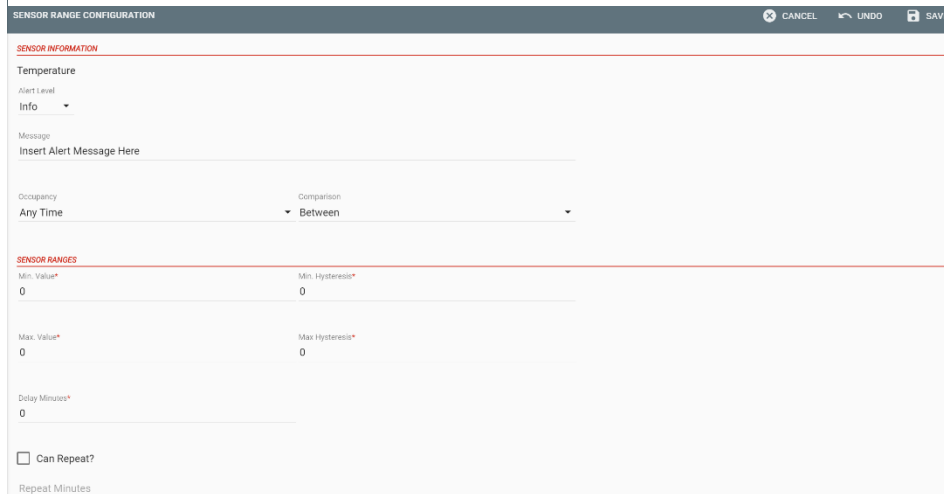 SENSOR RANGE CONFIGURATION CANCEL UNDO SAV
SENSOR INFORMATION
Temperature
Alert Level
Info
Message
Insert Alert Message Here
Occupancy Comparison
Any Time Between
SENSOR RANGES
Min. Value* Min. Hysteresis*
0 0
Max. Value* Max Hysteresis*
0 0
Delay Minutes*
0
Can Repeat?
Repeat Minutes